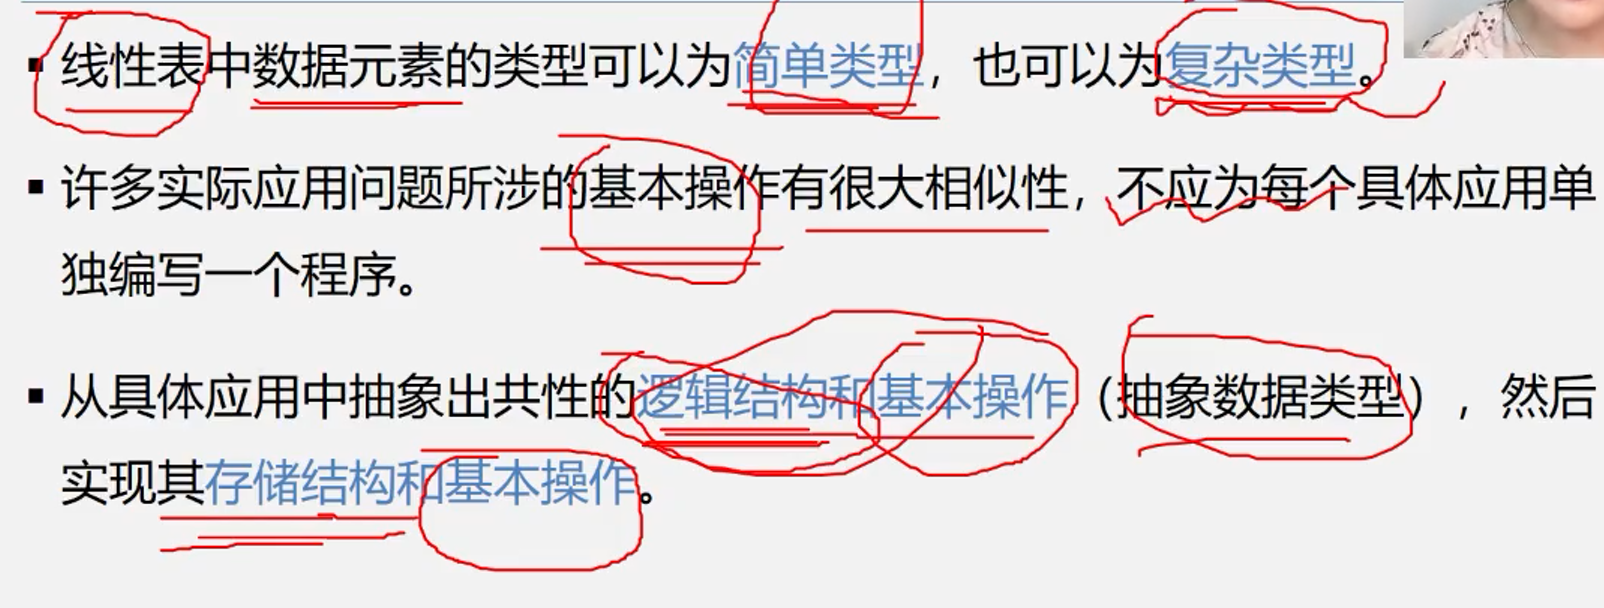 ▪ 线性表中数据元素的类型可以为简单类型，也可以为复杂类型。
▪ 许多实际应用问题所涉的基本操作有很大相似性，不应为每个具体应用单
独编写一个程序。
▪ 从具体应用中抽象出共性的逻辑结构和基本操作（抽象数据类型），然后
实现其存储结构和基本操作。